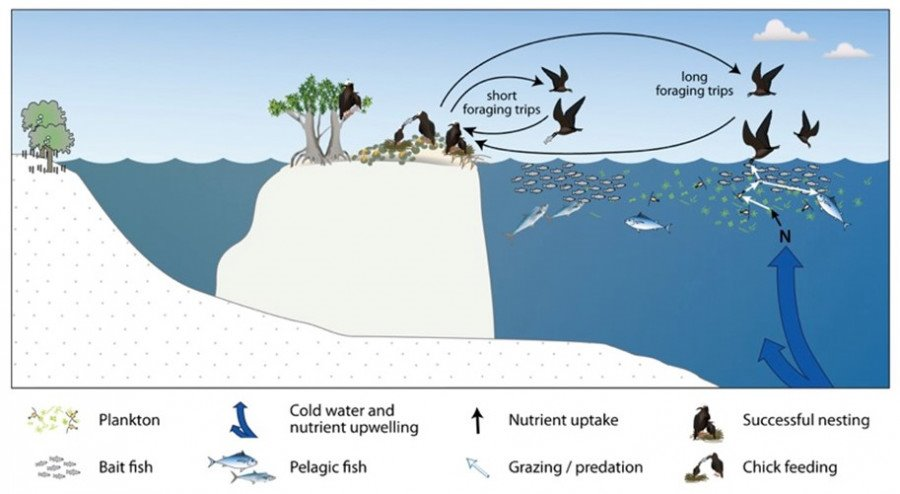 short
foraging trips
long
foraging trips
N
Plankton
Cold water and
nutrient upwelling
Nutrient uptake
Successful nesting
Bait fish
Pelagic fish
Grazing / predation
Chick feeding